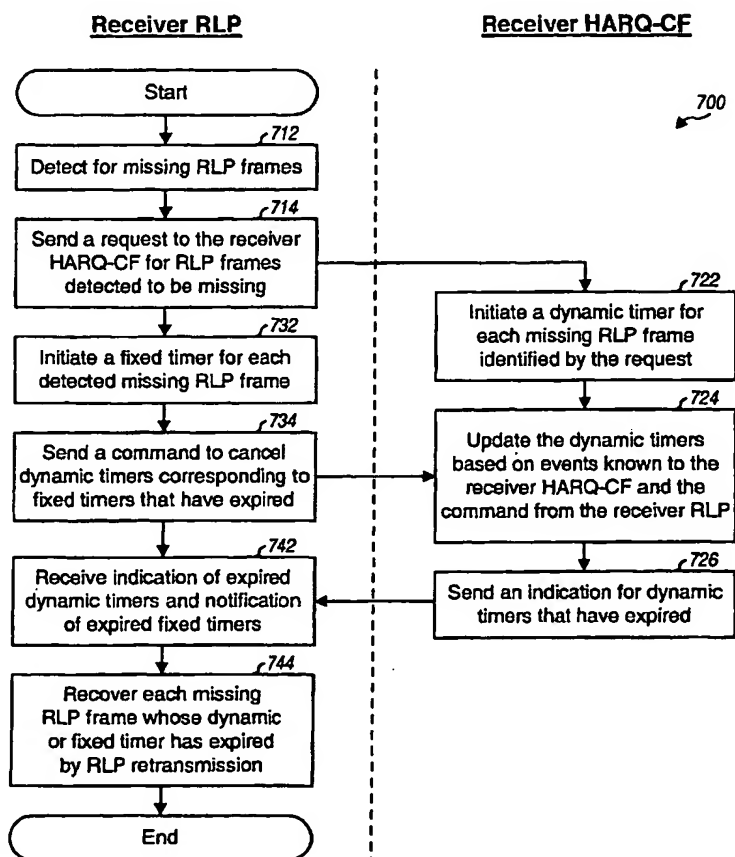 Receiver RLP
Receiver HARQ-CF
700
Start
712
Detect for missing RLP frames
714
Send a request to the receiver
HARQ-CF for RLP frames
detected to be missing
722
Initiate a dynamic timer for
each missing RLP frame
identified by the request
732
Initiate a fixed timer for each
detected missing RLP frame
724
Update the dynamic timers
based on events known to the
receiver HARQ-CF and the
command from the receiver RLP
734
Send a command to cancel
dynamic timers corresponding to
fixed timers that have expired
726
Send an indication for dynamic
timers that have expired
742
Receive indication of expired
dynamic timers and notification
of expired fixed timers
744
Recover each missing
RLP frame whose dynamic
or fixed timer has expired
by RLP retransmission
End